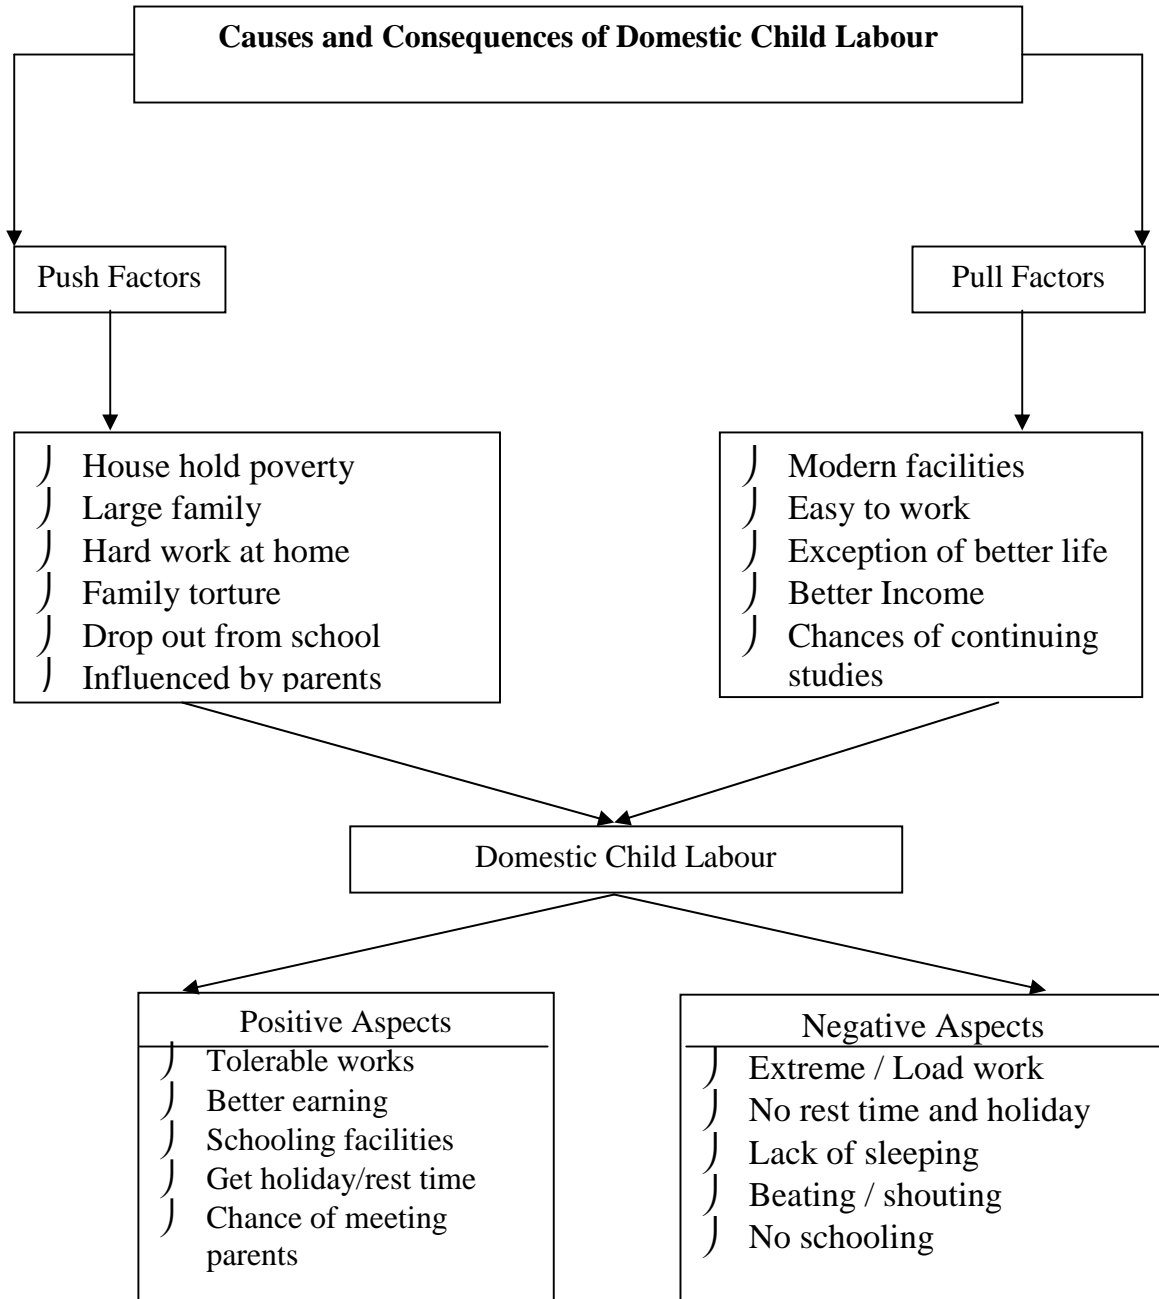 Causes and Consequences of Domestic Child Labour
Push Factors
Pull Factors
House hold poverty
Large family
Hard work at home
Family torture
Drop out from school
Influenced by parents
Modern facilities
Easy to work
Exception of better life
Better Income
Chances of continuing
studies
Domestic Child Labour
Positive Aspects
Tolerable works
Better earning
Schooling facilities
Get holiday/rest time
Chance of meeting
parents
Negative Aspects
Extreme / Load work
No rest time and holiday
Lack of sleeping
Beating / shouting
No schooling